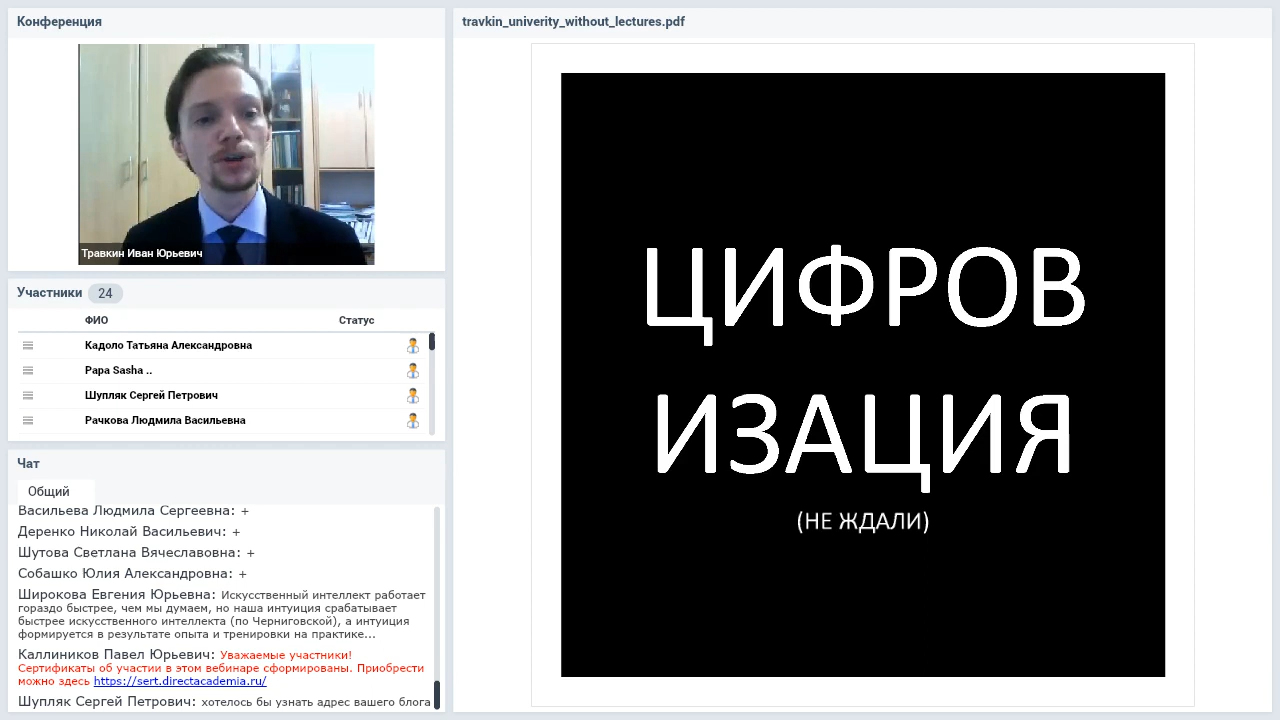 Конференция
Травкин Иван Юрьевич
Участники 24
ФИО Статус
Кадоло Татьяна Александровна
Papa Sasha ..
Шупляк Сергей Петрович
Рачкова Людмила Васильевна
Чат
Общий
Васильева Людмила Сергеевна: +
Деренко Николай Васильевич: +
Шутова Светлана Вячеславовна: +
Собашко Юлия Александровна: +
Широкова Евгения Юрьевна: Искусственный интеллект работает
гораздо быстрее, чем мы думаем, но наша интуиция срабатывает
быстрее искусственного интеллекта (по Черниговской), а интуиция
формируется в результате опыта и тренировки на практике...
Каллиников Павел Юрьевич: Уважаемые участники!
Сертификаты об участии в этом вебинаре сформированы. Приобрести
можно здесь https://sert.directacademia.ru/
Шупляк Сергей Петрович: хотелось бы узнать адрес вашего блога
travkin_univerity_without_lectures.pdf
ЦИФРОВ
ИЗАЦИЯ
(НЕ ЖДАЛИ)